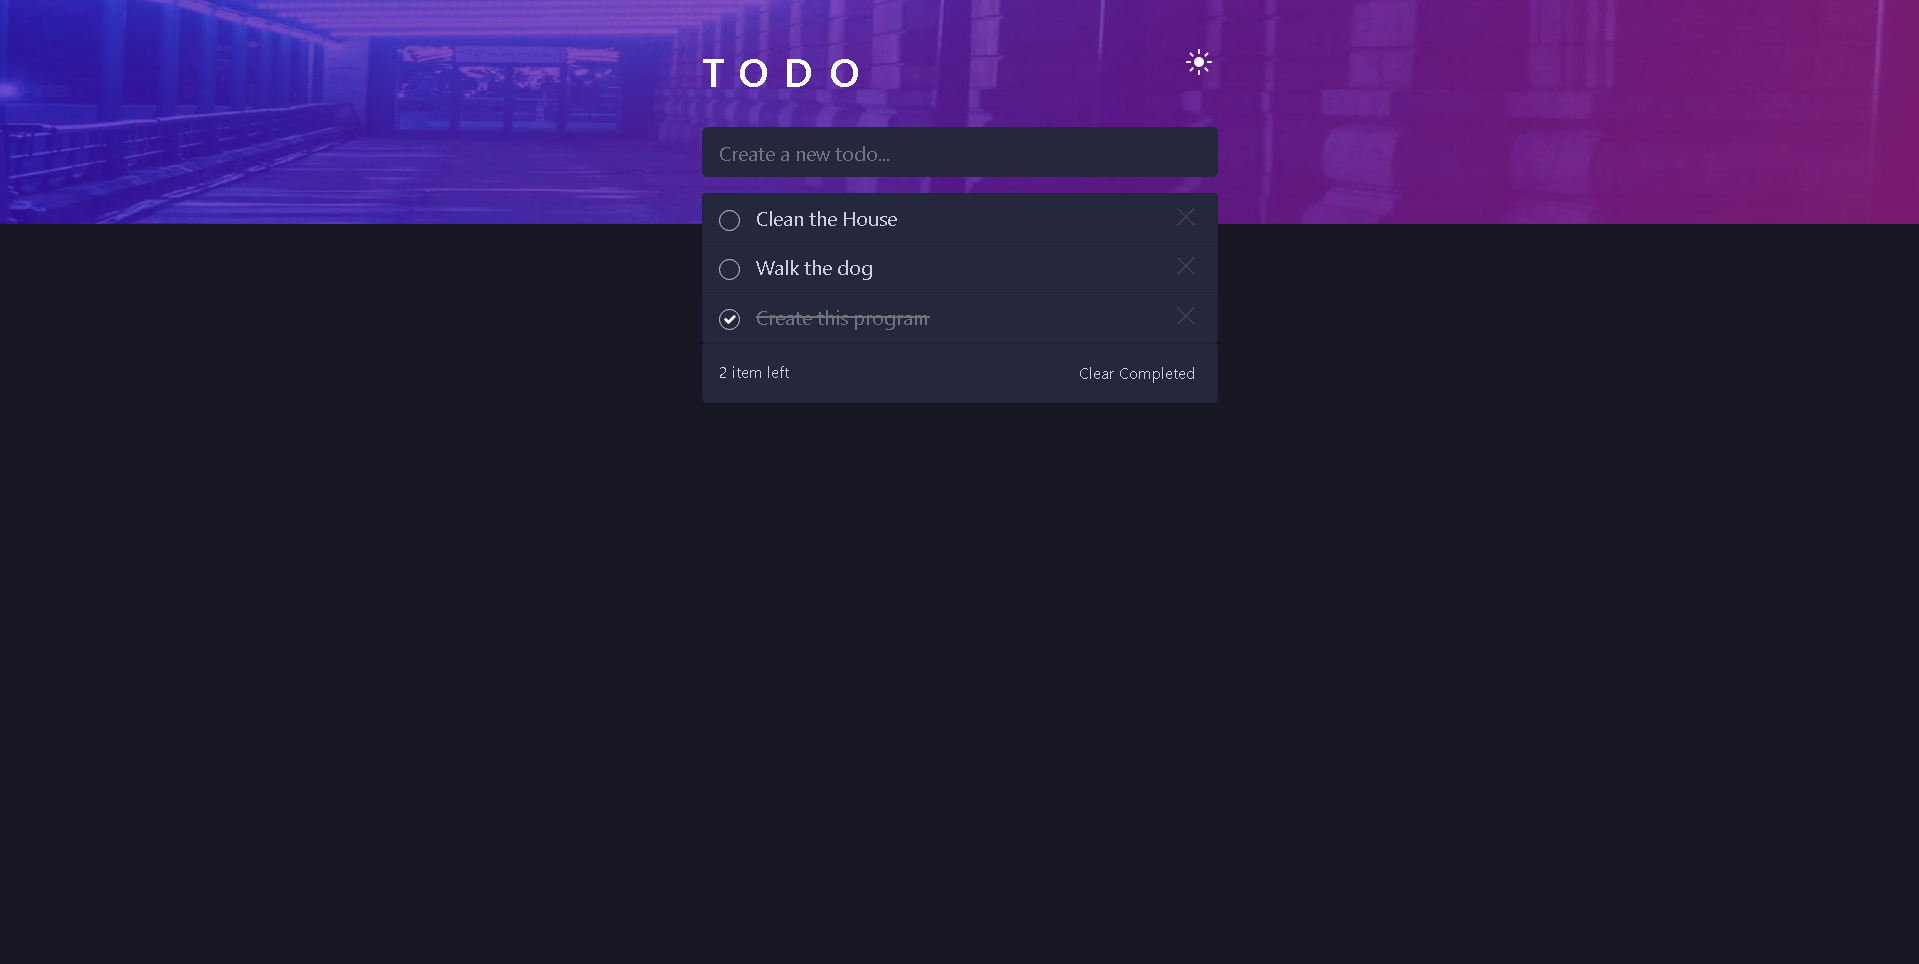 TODO
Create a new todo...
Clean the House
Walk the dog
Create this program
2 item left
Clear Completed